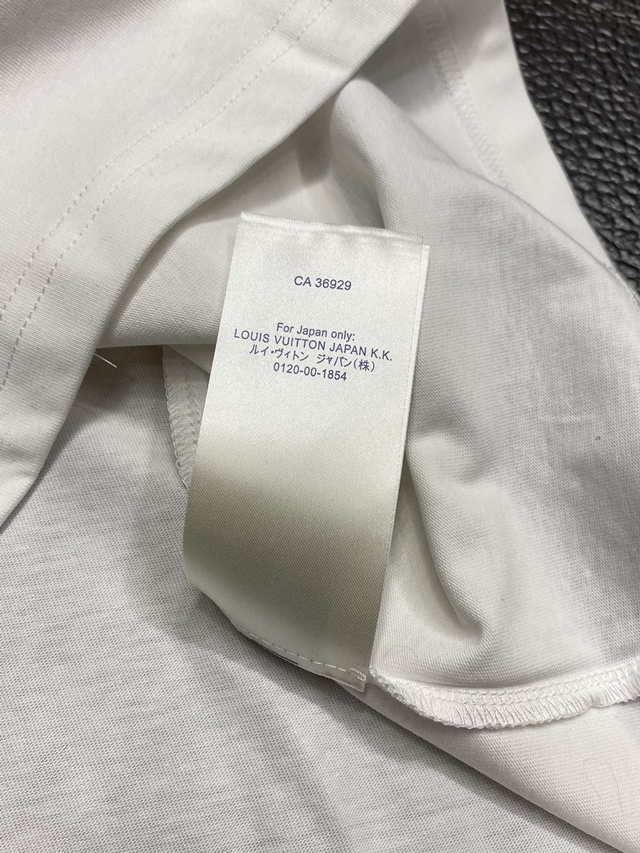 CA 36929
For Japan only:
LOUIS VUITTON JAPAN K.K.
ルイ・ヴィトン ジャパン(株)
0120-00-1854